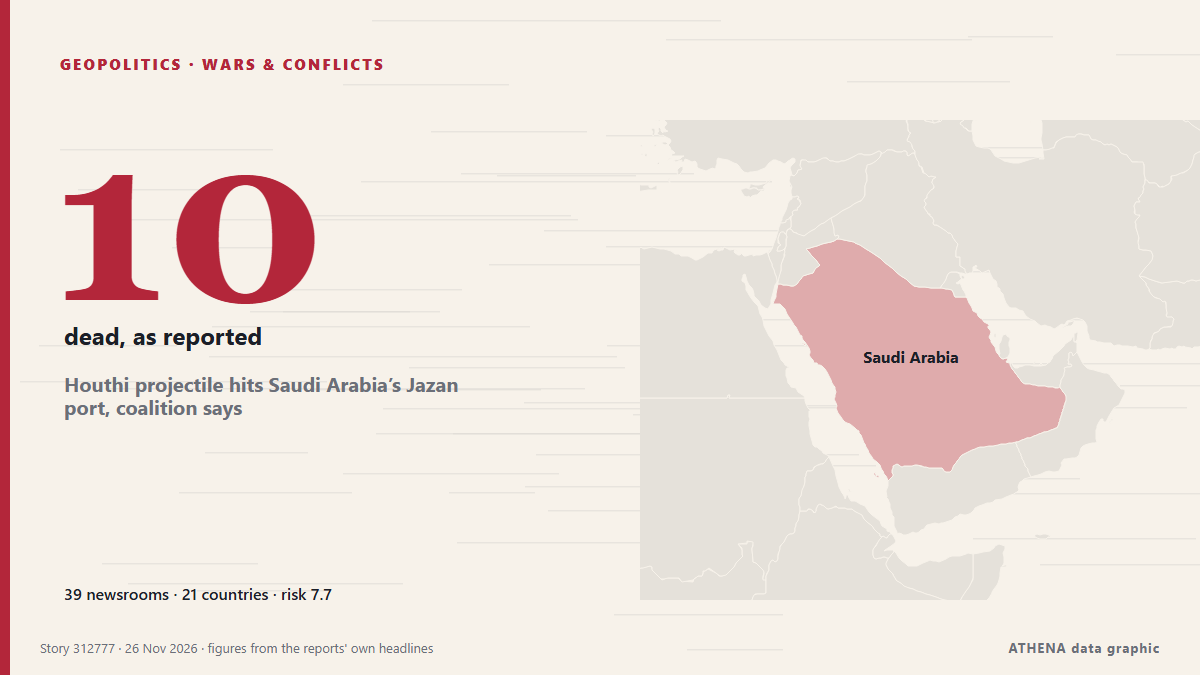 GEOPOLITICS · WARS & CONFLICTS
10
dead, as reported
Houthi projectile hits Saudi Arabia’s Jazan
port, coalition says
Saudi Arabia
39 newsrooms · 21 countries · risk 7.7
Story 312777 · 26 Nov 2026 · figures from the reports' own headlines
ATHENA data graphic